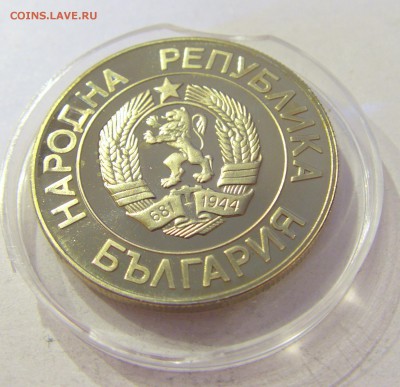 COINS.LAVE.RU
НАРОДНА РЕПУБЛИКА
БЪЛГАРИЯ
681 1944